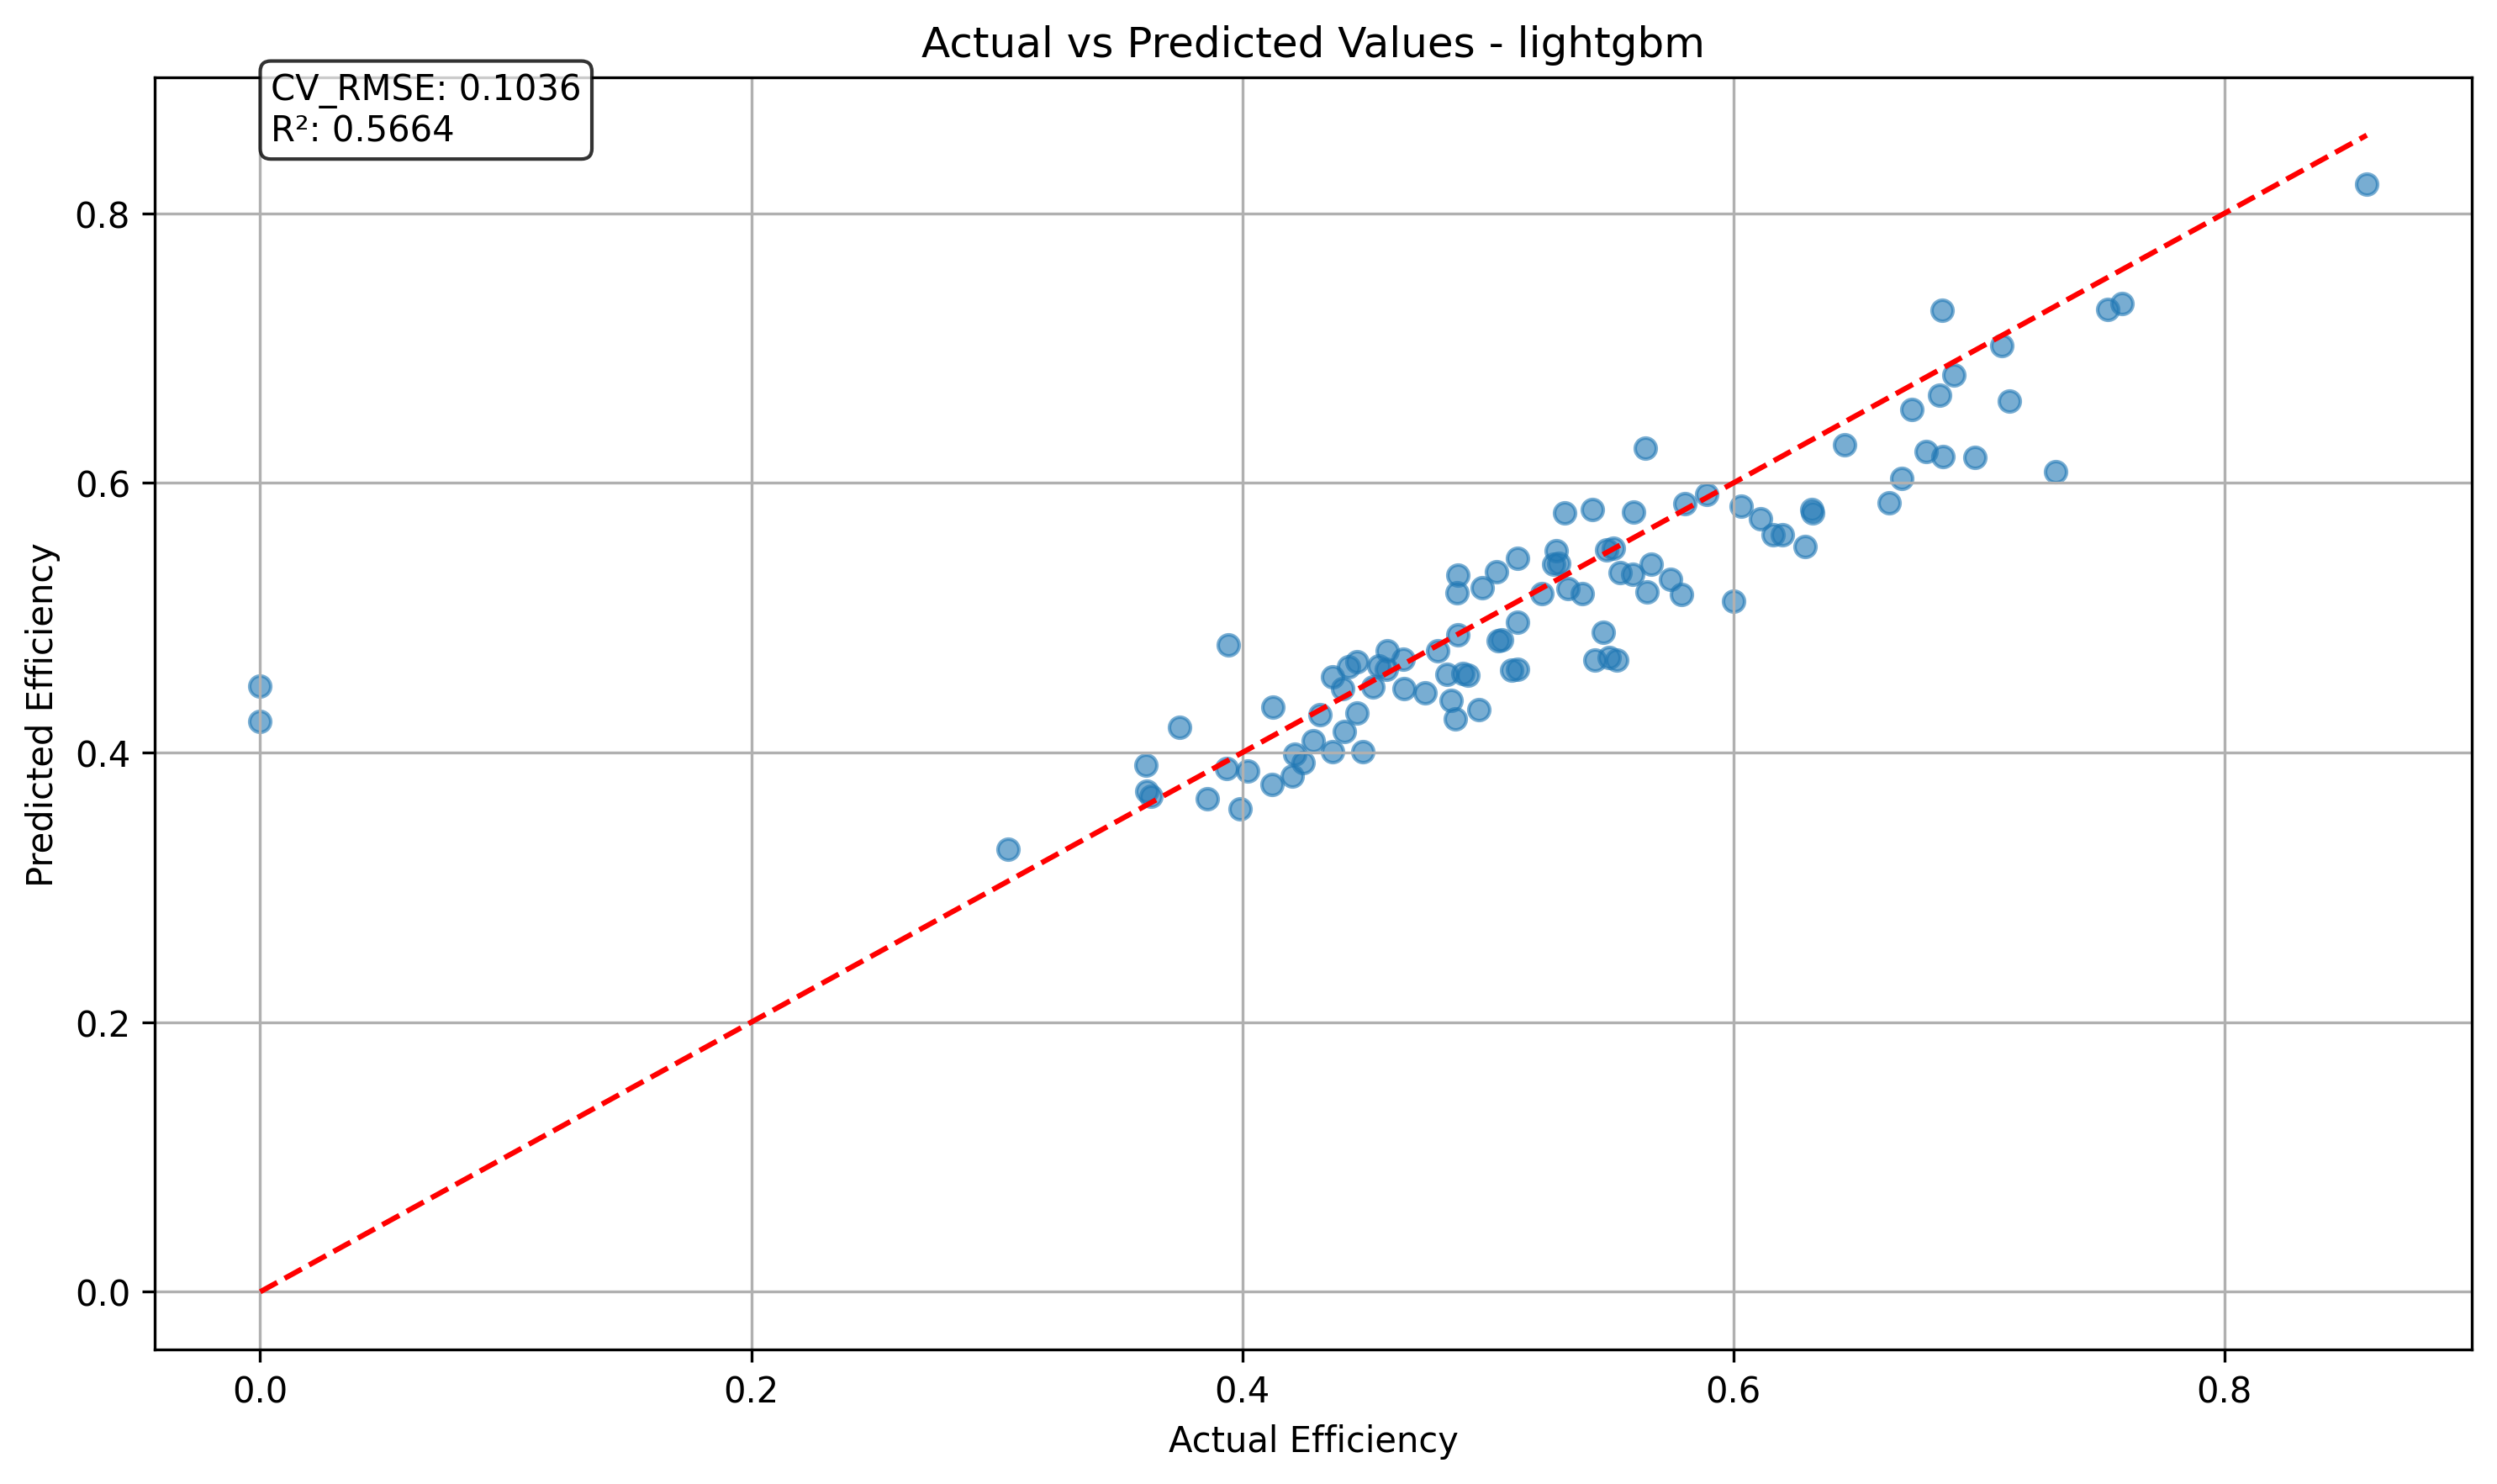 Actual vs Predicted Values - lightgbm
CV_RMSE: 0.1036
R²: 0.5664
0.8
0.6
0.4
0.2
0.0
Predicted Efficiency
0.0 0.2 0.4 0.6 0.8
Actual Efficiency